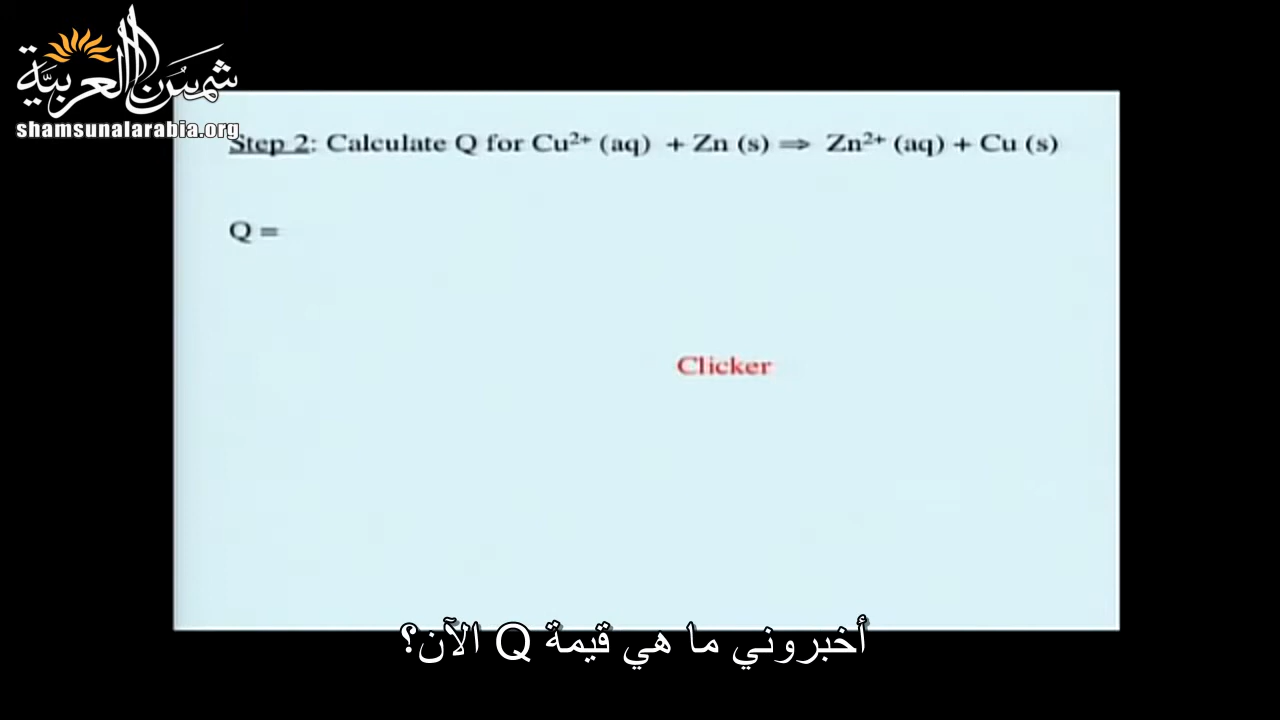 شمس العربية
shamsunalarabia.org
Step 2: Calculate Q for Cu²⁺ (aq) + Zn (s) ⇒ Zn²⁺ (aq) + Cu (s)
Q =
Clicker
أخبروني ما هي قيمة Q الآن؟